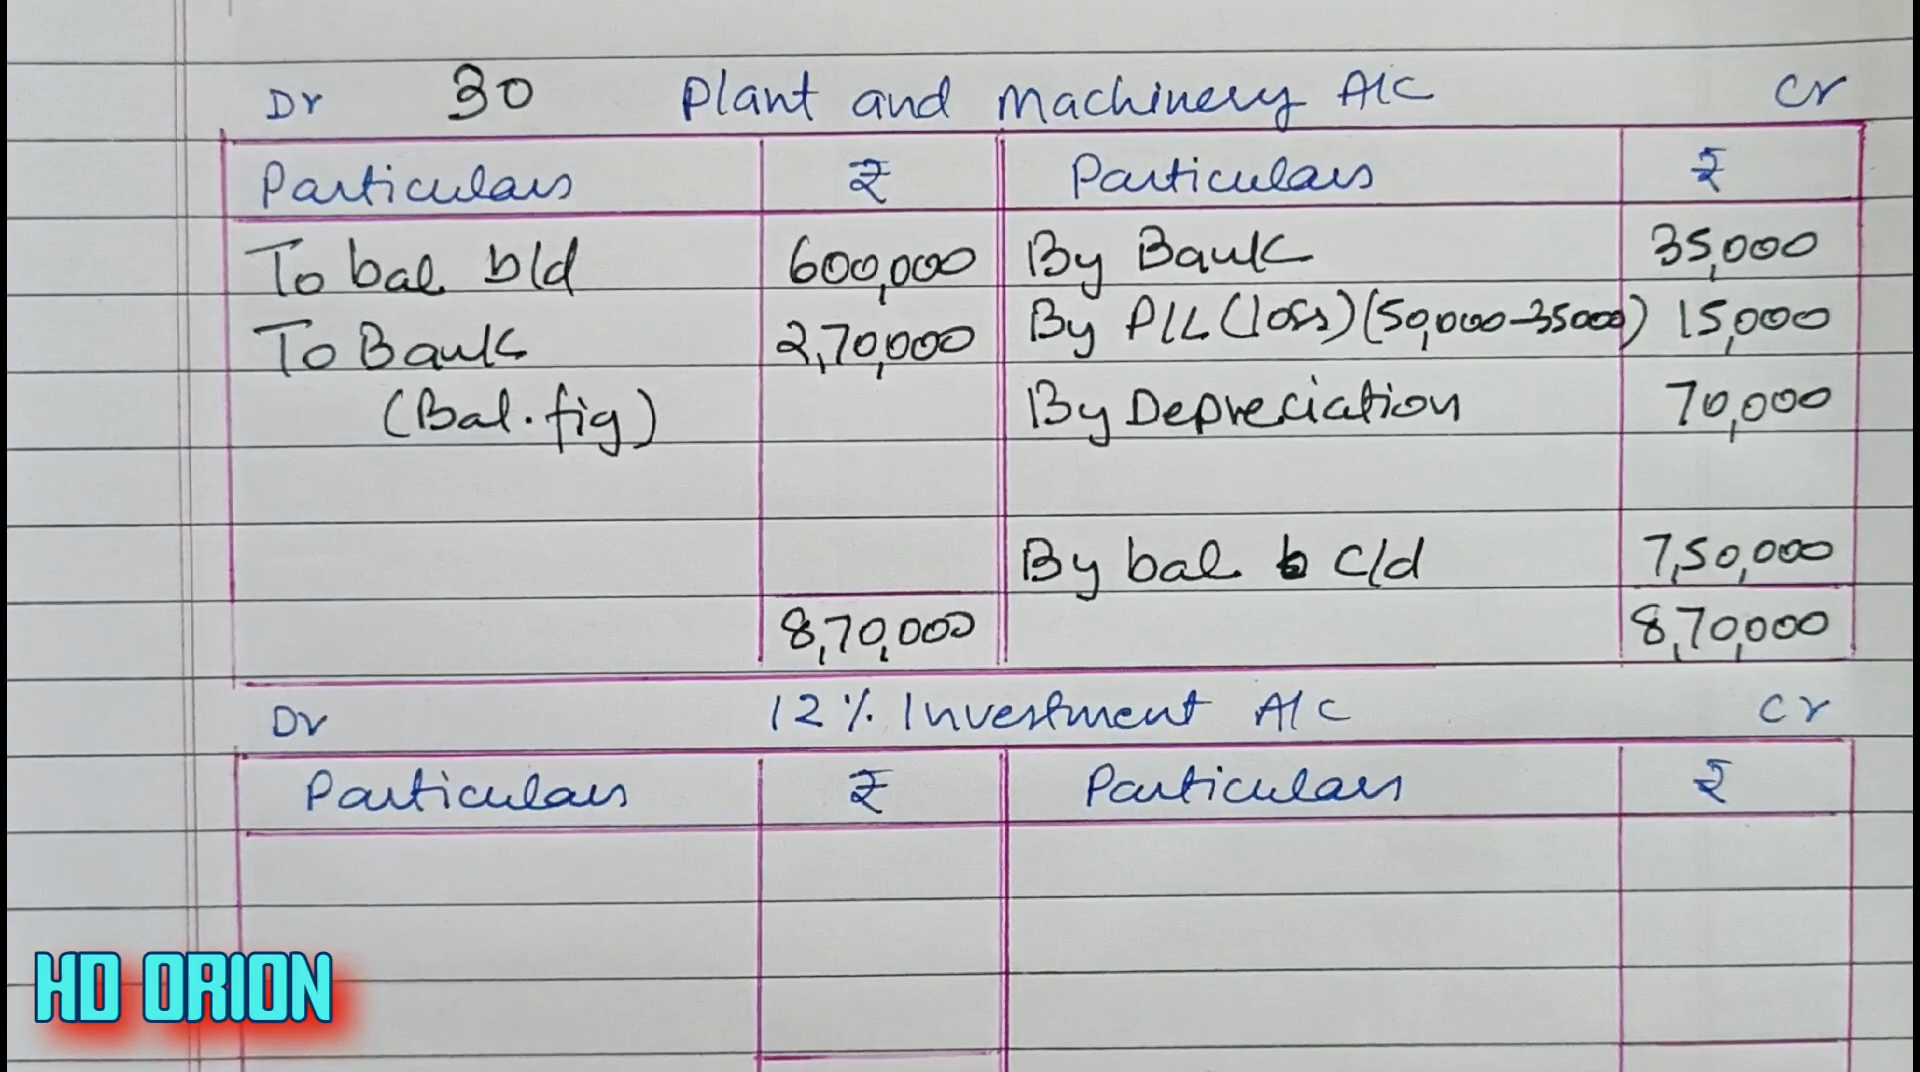 Dr 30 Plant and Machinery A/C Cr
Particulars ₹ Particulars ₹
To bal b/d 600,000 By Bank 35,000
To Bank 2,70,000 By P/L (loss) (50,000-35000) 15,000
(Bal. fig) By Depreciation 70,000
By bal c/d 7,50,000
8,70,000 8,70,000
Dr 12% Investment A/C Cr
Particulars ₹ Particulars ₹
HD ORION